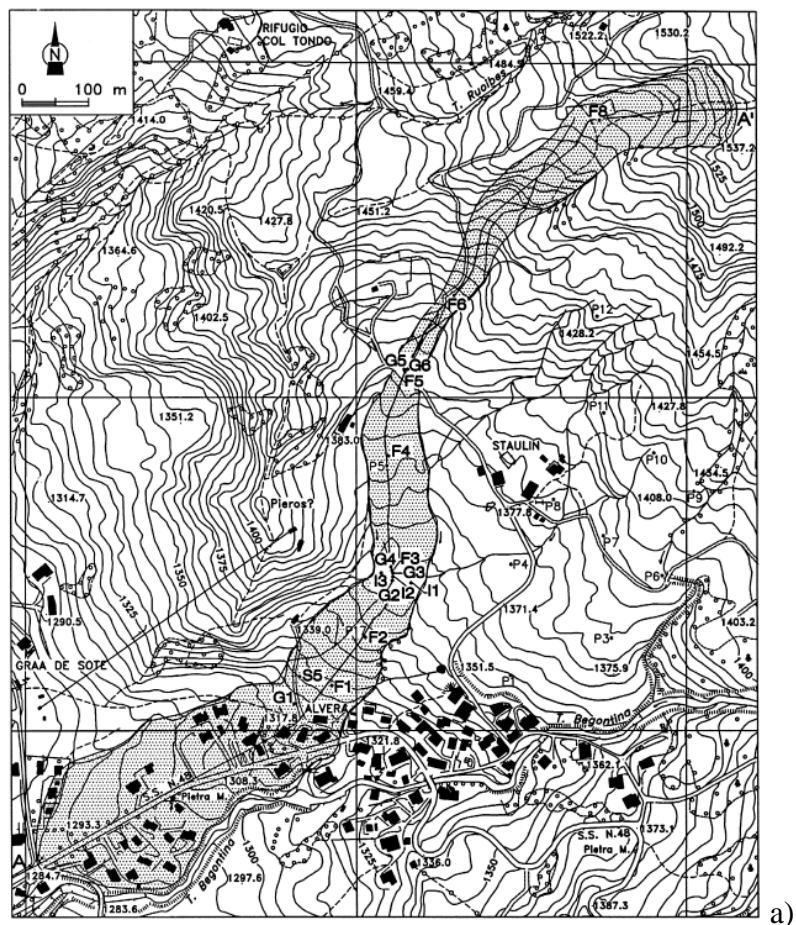 RIFUGIO
COL TONDO
N
0 100 m
1522.2
1530.2
1484.9
1459.4
T. Ruoibes
F8
A'
1414.0
1537.2
1525
1500
1492.2
1475
1420.5
1427.8
1451.2
1364.6
1402.5
F6
P12
1428.2
1454.5
G5 G6
F5
1427.8
P11
1351.2
1383.0
F4
P5
STAULIN
P10
1434.5
1408.0
P9
1314.7
Pieros?
1400
1377.8
P8
P7
1375
1350
G4 F3
G3
P4
P6
I3
G2 I2 I1
1325
1371.4
1290.5
1339.0
F2
P3
1403.2
1400
GRAA DE SOTE
S5
F1
1351.5
1375.9
G1
ALVERA
P1
1317.8
T. Begontina
1321.8
S.S. N.48
1308.3
Pietra M.
1362.1
1293.3
S.S. N.48
1373.1
Pietra M.
A
1300
1325
1336.0
1350
1284.7
T. Begontina
1297.6
1283.6
1387.3
a)